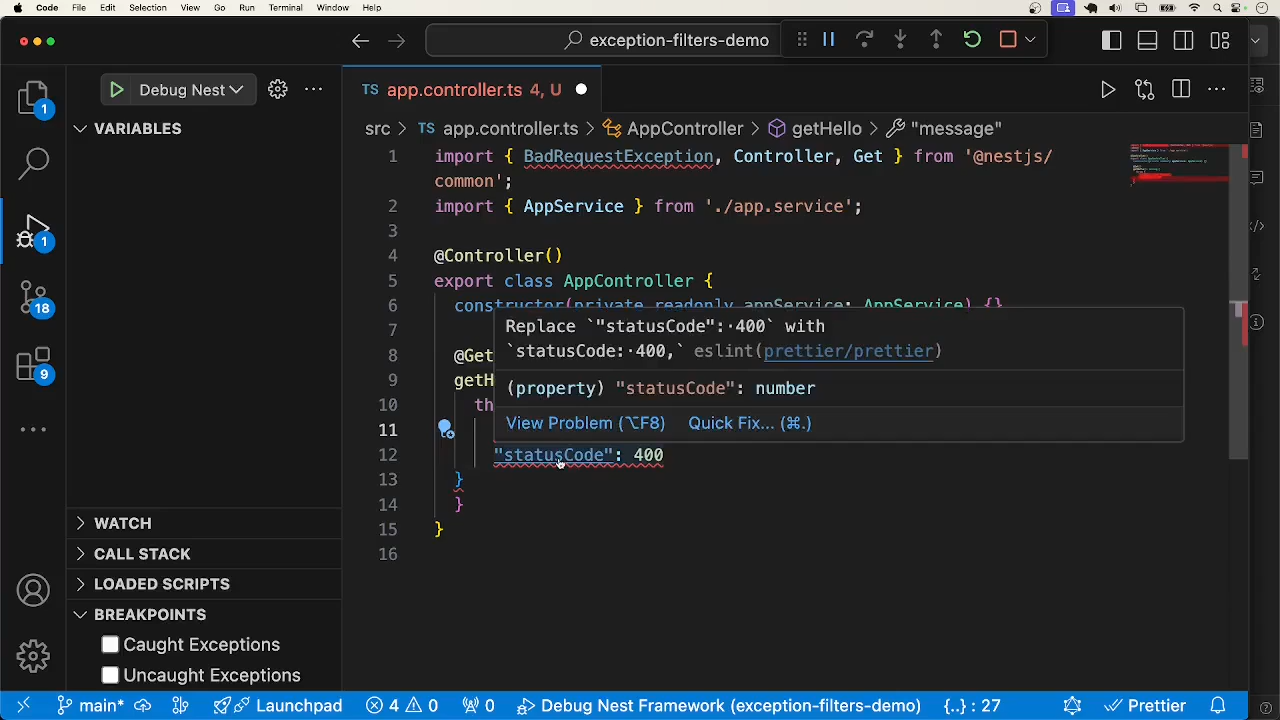 Code File Edit Selection View Go Run Terminal Window Help
exception-filters-demo
Debug Nest
TS app.controller.ts 4, U
VARIABLES
src > TS app.controller.ts > AppController > getHello > "message"
1 import { BadRequestException, Controller, Get } from '@nestjs/
common';
2 import { AppService } from './app.service';
3
4 @Controller()
5 export class AppController {
6 constructor(private readonly appService: AppService) {}
7
Replace `"statusCode":·400` with
`statusCode:·400,` eslint(prettier/prettier)
8 @Get
9 getH
(property) "statusCode": number
10 th
11
View Problem (⌥F8) Quick Fix... (⌘.)
12 "statusCode": 400
13 }
14 }
15 }
16
WATCH
CALL STACK
LOADED SCRIPTS
BREAKPOINTS
Caught Exceptions
Uncaught Exceptions
1
1
18
9
main* Launchpad 4 0 0 Debug Nest Framework (exception-filters-demo) {..} : 27 Prettier